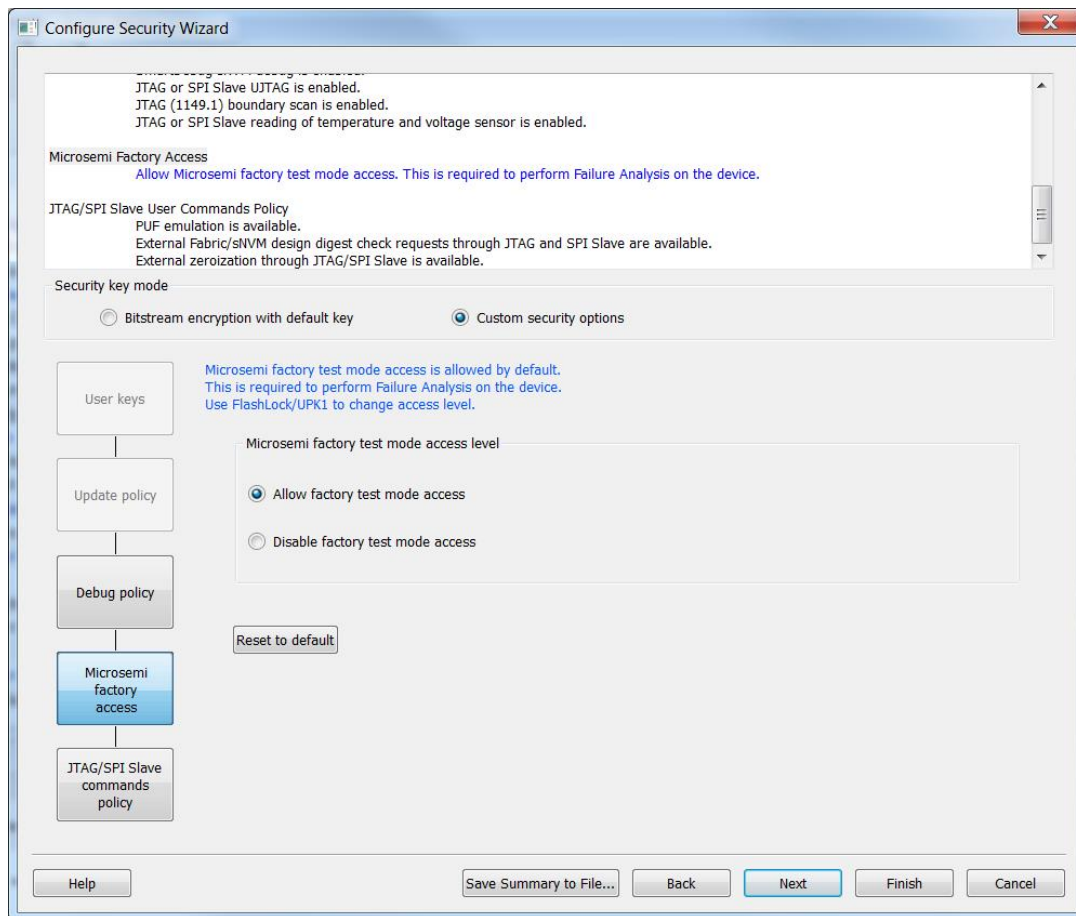 Configure Security Wizard
JTAG or SPI Slave UJTAG is enabled.
JTAG (1149.1) boundary scan is enabled.
JTAG or SPI Slave reading of temperature and voltage sensor is enabled.
Microsemi Factory Access
Allow Microsemi factory test mode access. This is required to perform Failure Analysis on the device.
JTAG/SPI Slave User Commands Policy
PUF emulation is available.
External Fabric/sNVM design digest check requests through JTAG and SPI Slave are available.
External zeroization through JTAG/SPI Slave is available.
Security key mode
Bitstream encryption with default key
Custom security options
User keys
Update policy
Debug policy
Microsemi
factory
access
JTAG/SPI Slave
commands
policy
Microsemi factory test mode access is allowed by default.
This is required to perform Failure Analysis on the device.
Use FlashLock/UPK1 to change access level.
Microsemi factory test mode access level
Allow factory test mode access
Disable factory test mode access
Reset to default
Help
Save Summary to File...
Back
Next
Finish
Cancel